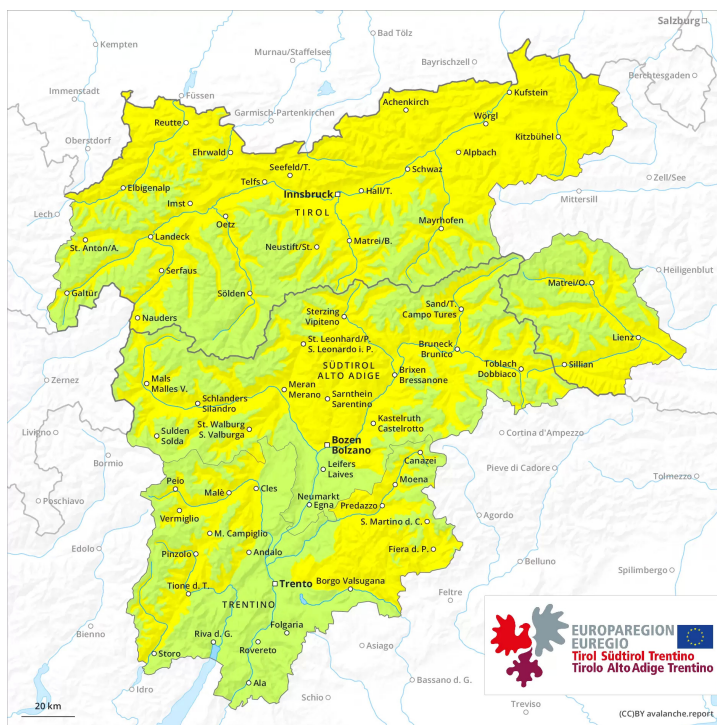 Salzburg
Kempten
Bad Tölz
Murnau/Staffelsee
Bayrischzell
Berchtesgaden
Immenstadt
Füssen
Achenkirch
Kufstein
Garmisch-Partenkirchen
Reutte
Wörgl
Oberstdorf
Kitzbühel
Ehrwald
Alpbach
Seefeld/T.
Schwaz
Zell/See
Elbigenalp
Telfs
Innsbruck
Hall/T.
Mittersill
Imst
TIROL
Lech
Oetz
Mayrhofen
St. Anton/A.
Landeck
Neustift/St.
Matrei/B.
Serfaus
Heiligenblut
Galtür
Sölden
Matrei/O.
Nauders
Sterzing
Vipiteno
Sand/T.
Campo Tures
Lienz
St. Leonhard/P.
S. Leonardo i. P.
Bruneck
Brunico
Toblach
Dobbiaco
Sillian
SÜDTIROL
ALTO ADIGE
Brixen
Bressanone
Zernez
Mals
Malles V.
Meran
Merano
Sarnthein
Sarentino
Schlanders
Silandro
St. Walburg
S. Valburga
Kastelruth
Castelrotto
Livigno
Sulden
Solda
Bozen
Bolzano
Cortina d'Ampezzo
Bormio
Canazei
Leifers
Laives
Pieve di Cadore
Peio
Moena
Tolmezzo
Malè
Cles
Neumarkt
Egna
Poschiavo
Predazzo
Vermiglio
S. Martino d. C.
Agordo
M. Campiglio
Edolo
Pinzolo
Andalo
Fiera d. P.
Belluno
Spilimbergo
Tione d. T.
Trento
Borgo Valsugana
Feltre
TRENTINO
Bienno
Folgaria
Riva d. G.
Rovereto
Asiago
Storo
Bassano d. G.
Idro
Ala
Schio
Treviso
EUROPAREGION
EUREGIO
Tirol Südtirol Trentino
Tirolo Alto Adige Trentino
20 km
(CC)BY avalanche.report